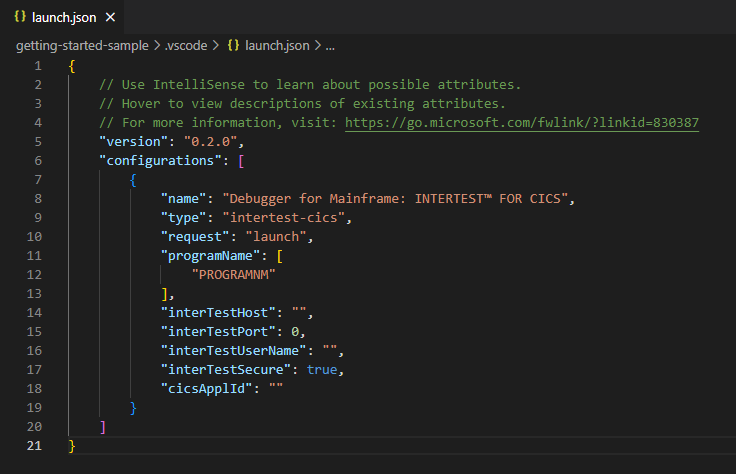 {} launch.json ×
getting-started-sample > .vscode > {} launch.json > ...
1 {
2 // Use IntelliSense to learn about possible attributes.
3 // Hover to view descriptions of existing attributes.
4 // For more information, visit: https://go.microsoft.com/fwlink/?linkid=830387
5 "version": "0.2.0",
6 "configurations": [
7 {
8 "name": "Debugger for Mainframe: INTERTEST™ FOR CICS",
9 "type": "intertest-cics",
10 "request": "launch",
11 "programName": [
12 "PROGRAMNM"
13 ],
14 "interTestHost": "",
15 "interTestPort": 0,
16 "interTestUserName": "",
17 "interTestSecure": true,
18 "cicsApplId": ""
19 }
20 ]
21 }